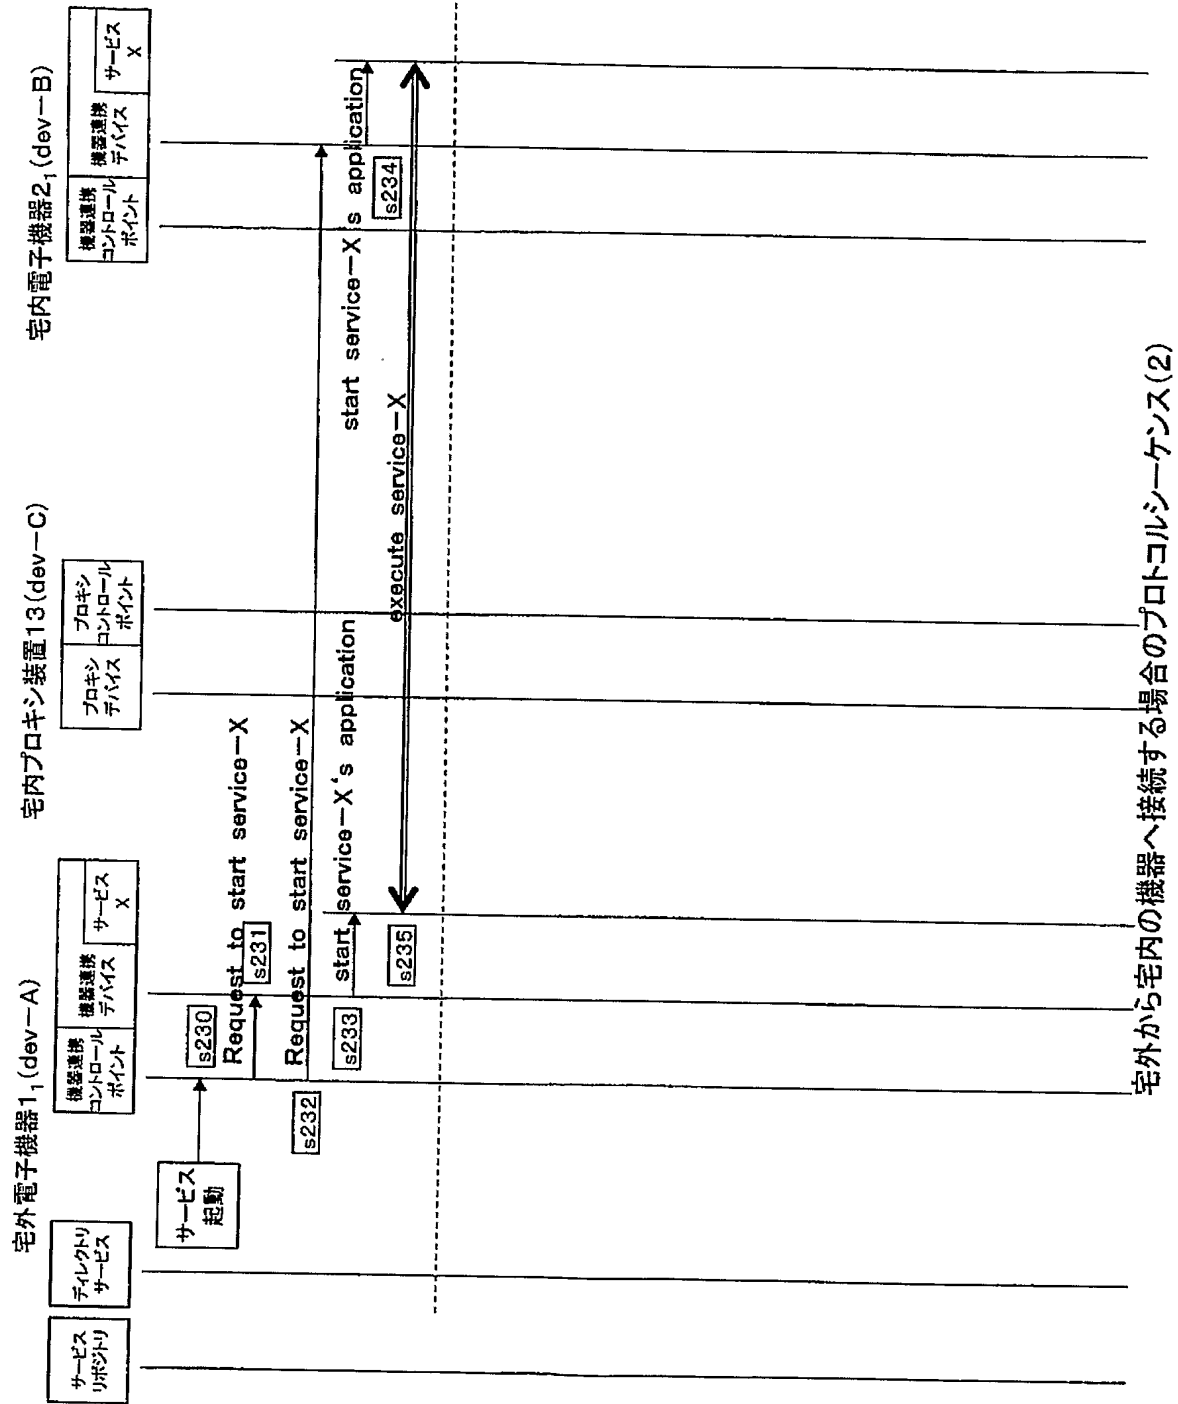 宅外電子機器1₁(dev−A)
宅内プロキシ装置13(dev−C)
宅内電子機器2₁(dev−B)
サービス
リポジトリ
ディレクトリ
サービス
機器連携
コントロール
ポイント
機器連携
デバイス
サービス
X
プロキシ
デバイス
プロキシ
コントロール
ポイント
機器連携
コントロール
ポイント
機器連携
デバイス
サービス
X
サービス
起動
s230
Request to start service−X
s231
Request to start service−X
s232
start service−X‘s application
s233
start service−X's application
s234
execute service−X
s235
宅外から宅内の機器へ接続する場合のプロトコルシーケンス(2)